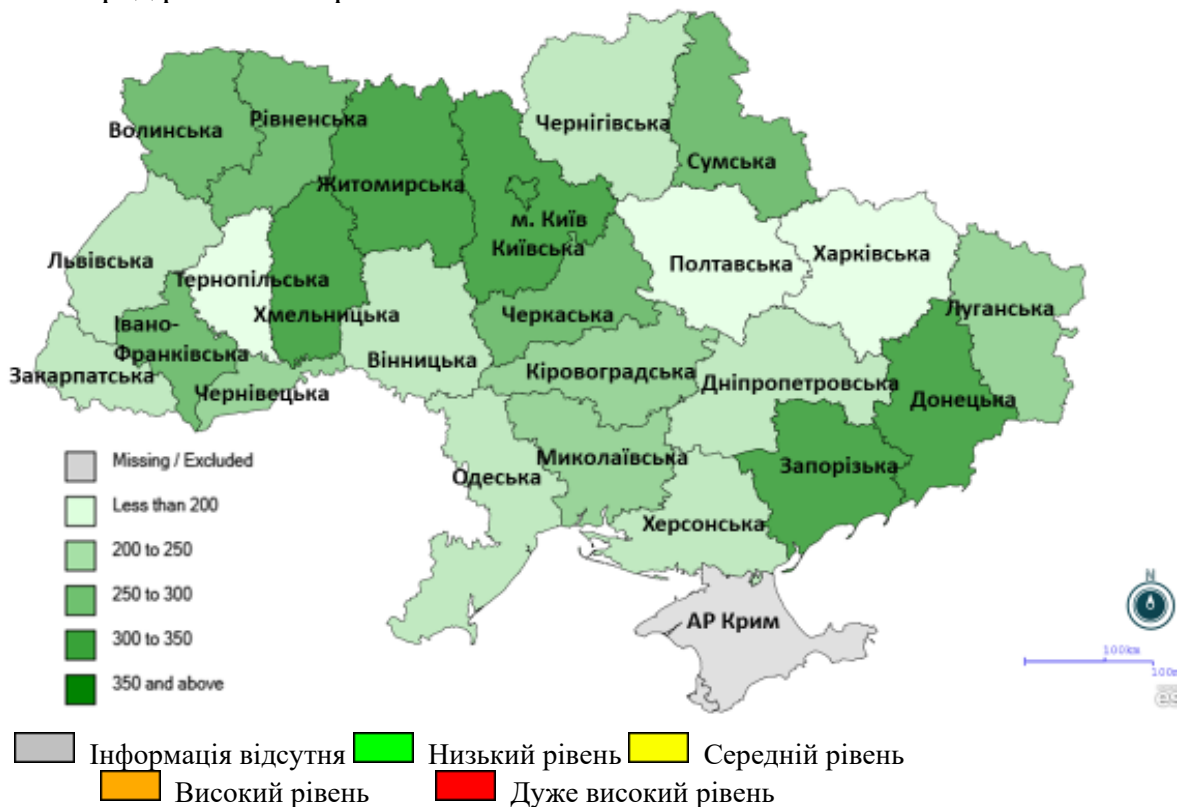 Чернігівська
Рівненська
Волинська
Сумська
Житомирська
м. Київ
Київська
Харківська
Львівська
Полтавська
Тернопільська
Луганська
Хмельницька
Черкаська
Івано-
Франківська
Вінницька
Закарпатська
Кіровоградська
Дніпропетровська
Чернівецька
Донецька
Миколаївська
Запорізька
Одеська
Херсонська
АР Крим
Missing / Excluded
Less than 200
200 to 250
250 to 300
300 to 350
350 and above
N
100km
Інформація відсутня Низький рівень Середній рівень
Високий рівень Дуже високий рівень